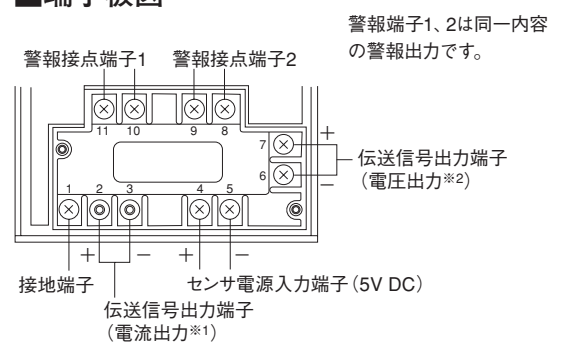 ■端子板図
警報端子1、2は同一内容
の警報出力です。
警報接点端子1 警報接点端子2
11 10 9 8
7 +
伝送信号出力端子
6 −
（電圧出力※2）
1 2 3 4 5
+ − + −
接地端子 センサ電源入力端子（5V DC）
伝送信号出力端子
（電流出力※1）